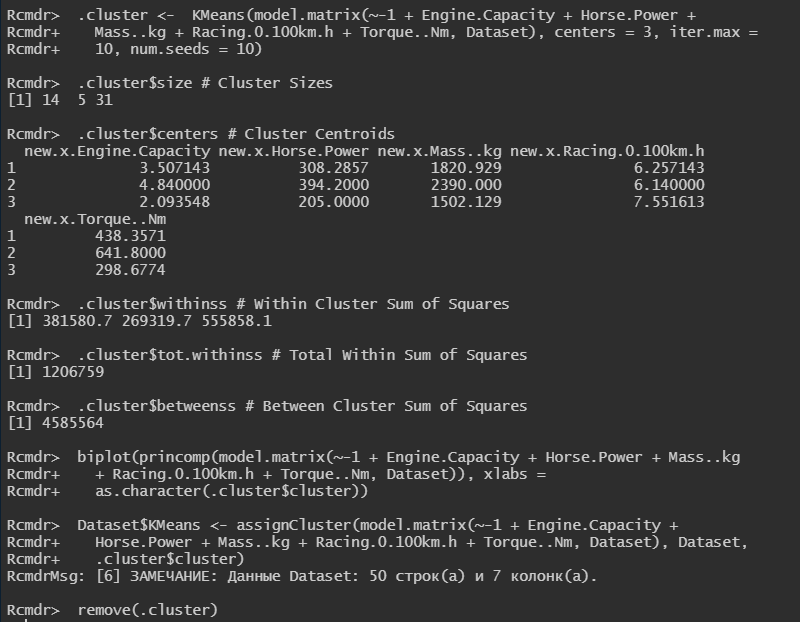 Rcmdr>  .cluster <-  KMeans(model.matrix(~-1 + Engine.Capacity + Horse.Power +
Rcmdr+    Mass..kg + Racing.0.100km.h + Torque..Nm, Dataset), centers = 3, iter.max =
Rcmdr+    10, num.seeds = 10)
Rcmdr>  .cluster$size # Cluster Sizes
[1] 14  5 31
Rcmdr>  .cluster$centers # Cluster Centroids
  new.x.Engine.Capacity new.x.Horse.Power new.x.Mass..kg new.x.Racing.0.100km.h
1              3.507143          308.2857       1820.929               6.257143
2              4.840000          394.2000       2390.000               6.140000
3              2.093548          205.0000       1502.129               7.551613
  new.x.Torque..Nm
1         438.3571
2         641.8000
3         298.6774
Rcmdr>  .cluster$withinss # Within Cluster Sum of Squares
[1] 381580.7 269319.7 555858.1
Rcmdr>  .cluster$tot.withinss # Total Within Sum of Squares
[1] 1206759
Rcmdr>  .cluster$betweenss # Between Cluster Sum of Squares
[1] 4585564
Rcmdr>  biplot(princomp(model.matrix(~-1 + Engine.Capacity + Horse.Power + Mass..kg
Rcmdr+    + Racing.0.100km.h + Torque..Nm, Dataset)), xlabs =
Rcmdr+    as.character(.cluster$cluster))
Rcmdr>  Dataset$KMeans <- assignCluster(model.matrix(~-1 + Engine.Capacity +
Rcmdr+    Horse.Power + Mass..kg + Racing.0.100km.h + Torque..Nm, Dataset), Dataset,
Rcmdr+    .cluster$cluster)
RcmdrMsg: [6] ЗАМЕЧАНИЕ: Данные Dataset: 50 строк(а) и 7 колонк(а).
Rcmdr>  remove(.cluster)